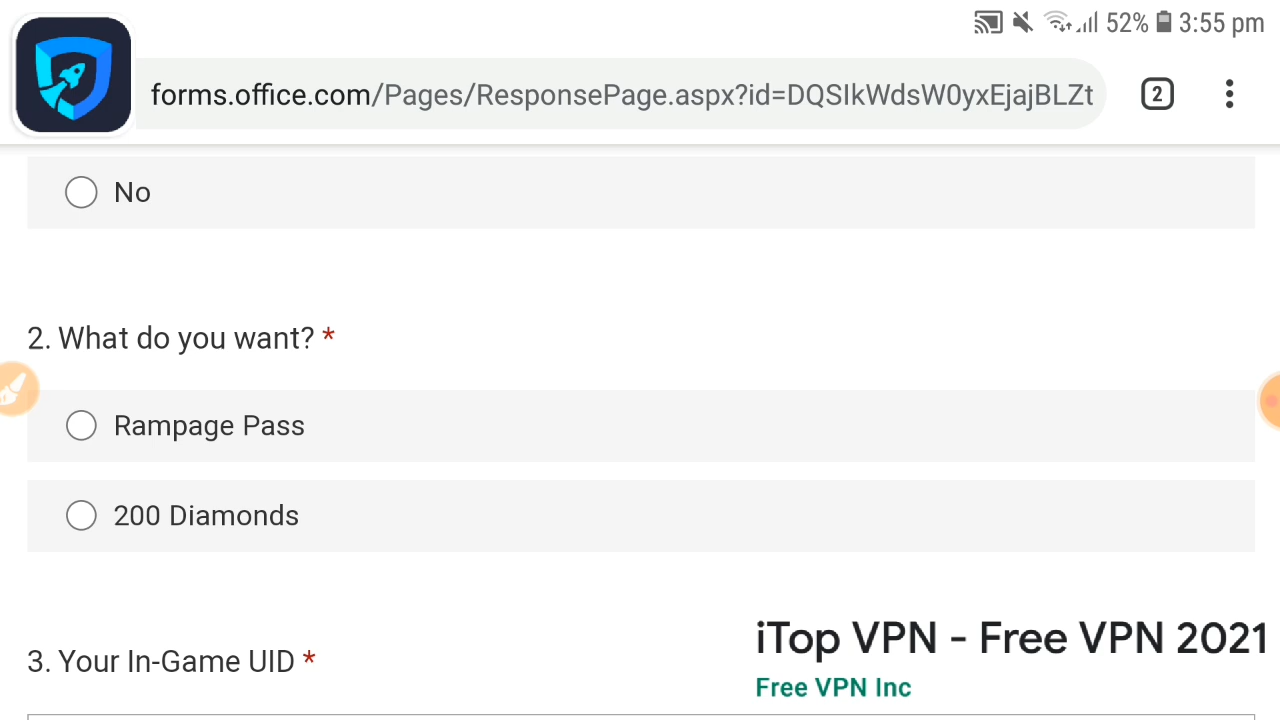 52% 3:55 pm
forms.office.com/Pages/ResponsePage.aspx?id=DQSIkWdsW0yxEjajBLZt
2
No
2. What do you want? *
Rampage Pass
200 Diamonds
3. Your In-Game UID *
iTop VPN - Free VPN 2021
Free VPN Inc